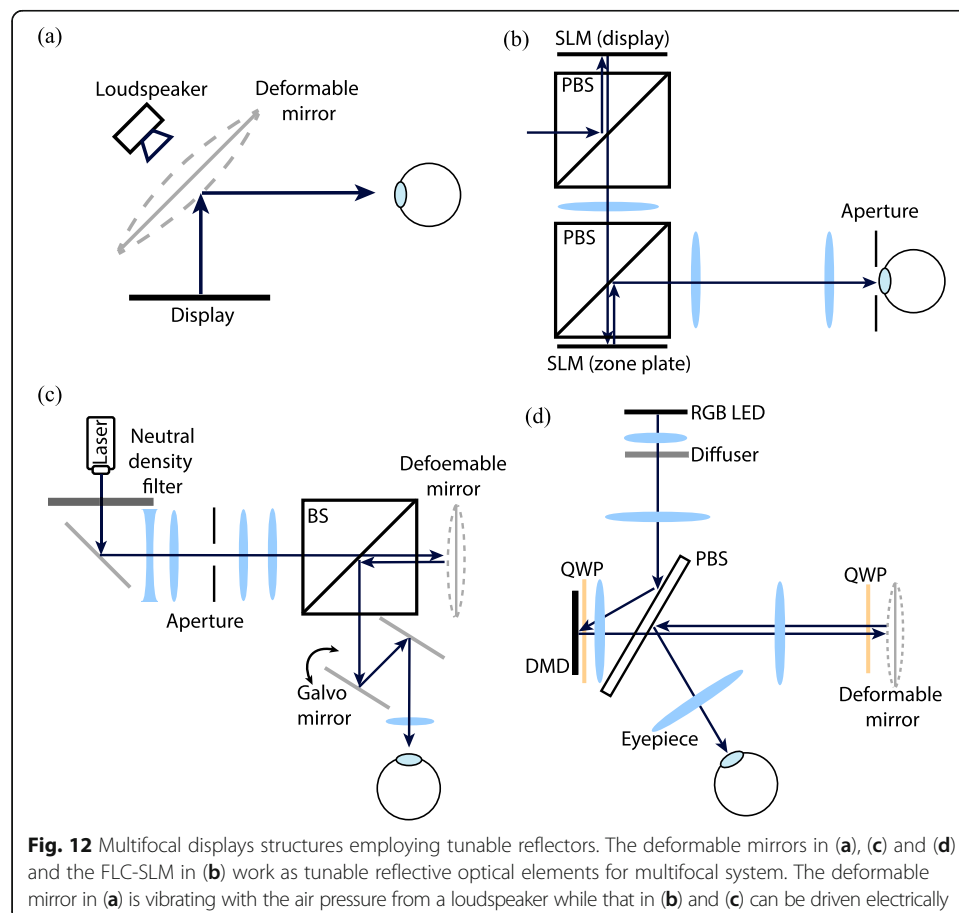 (a)
Loudspeaker
Deformable
mirror
Display
(b)
SLM (display)
PBS
PBS
Aperture
SLM (zone plate)
(c)
Laser
Neutral
density
filter
Aperture
BS
Defoemable
mirror
Galvo
mirror
(d)
RGB LED
Diffuser
PBS
QWP
QWP
DMD
Deformable
mirror
Eyepiece
Fig. 12 Multifocal displays structures employing tunable reflectors. The deformable mirrors in (a), (c) and (d)
and the FLC-SLM in (b) work as tunable reflective optical elements for multifocal system. The deformable
mirror in (a) is vibrating with the air pressure from a loudspeaker while that in (b) and (c) can be driven electrically